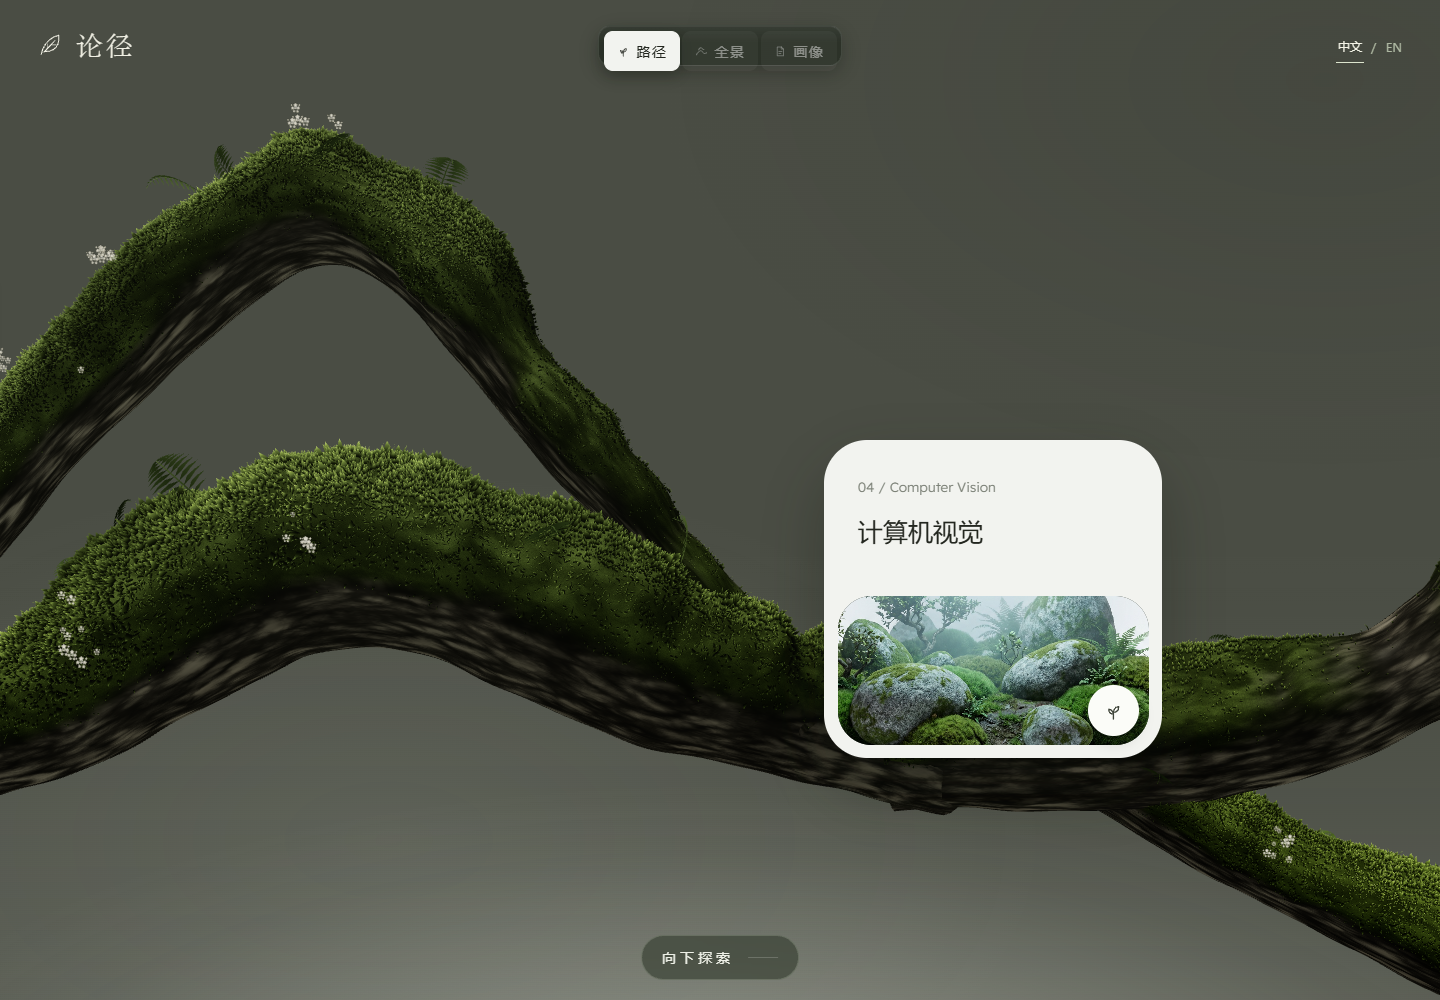 论径
路径
全景
画像
中文 / EN
04 / Computer Vision
计算机视觉
向下探索